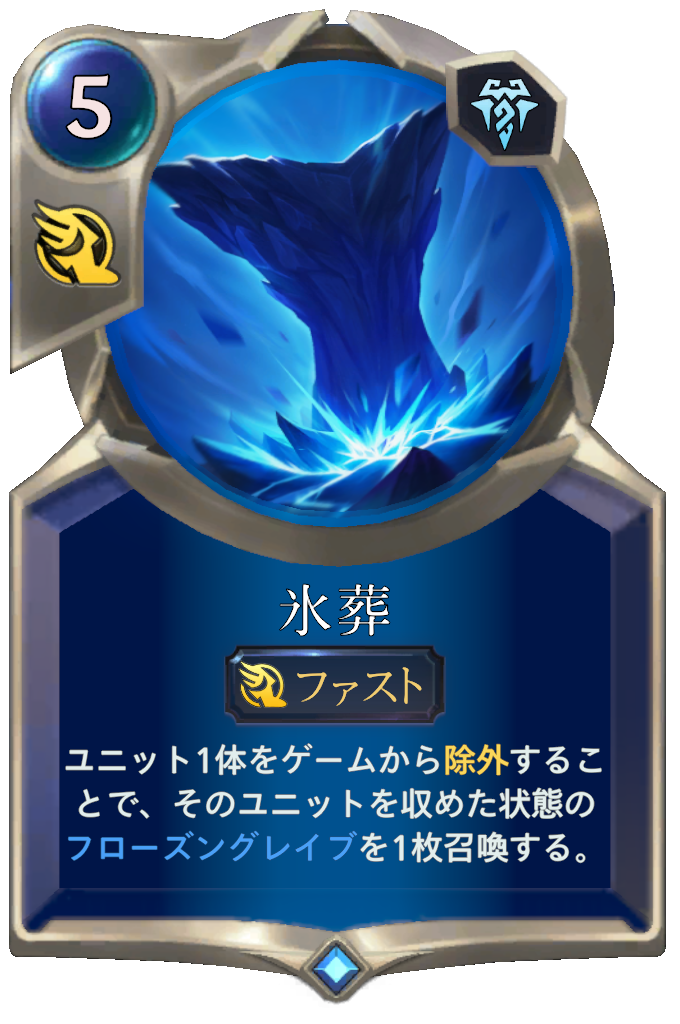 5
氷葬
ファスト
ユニット1体をゲームから除外するこ
とで、そのユニットを収めた状態の
フローズングレイブを1枚召喚する。